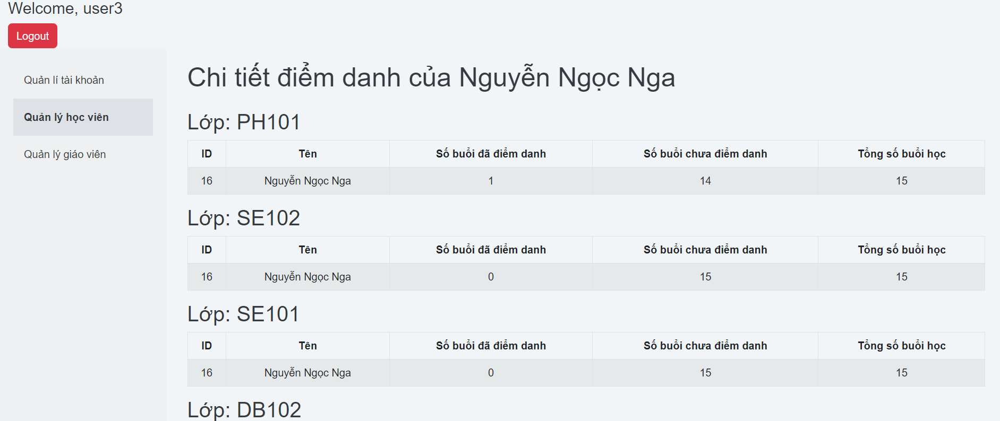 Welcome, user3
Logout
Quản lí tài khoản
Quản lý học viên
Quản lý giáo viên
Chi tiết điểm danh của Nguyễn Ngọc Nga
Lớp: PH101
ID Tên Số buổi đã điểm danh Số buổi chưa điểm danh Tổng số buổi học
16 Nguyễn Ngọc Nga 1 14 15
Lớp: SE102
ID Tên Số buổi đã điểm danh Số buổi chưa điểm danh Tổng số buổi học
16 Nguyễn Ngọc Nga 0 15 15
Lớp: SE101
ID Tên Số buổi đã điểm danh Số buổi chưa điểm danh Tổng số buổi học
16 Nguyễn Ngọc Nga 0 15 15
Lớp: DB102